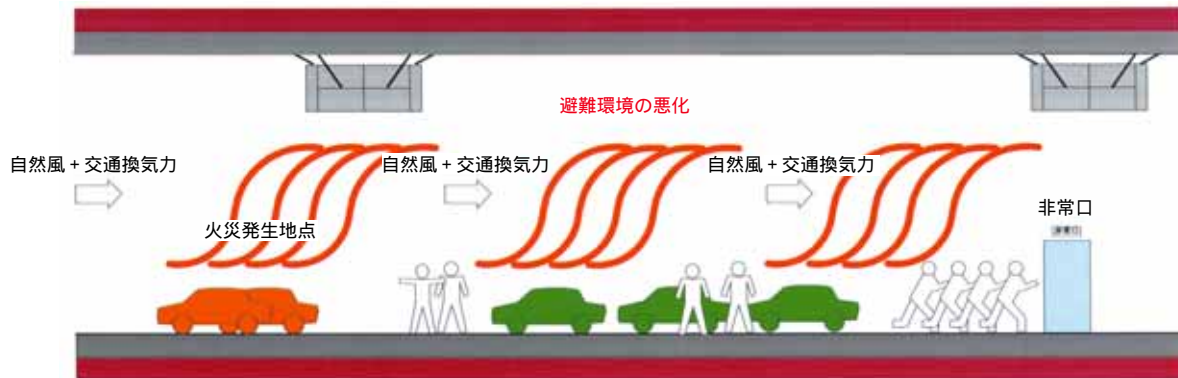 避難環境の悪化
自然風 + 交通換気力
自然風 + 交通換気力
自然風 + 交通換気力
火災発生地点
非常口